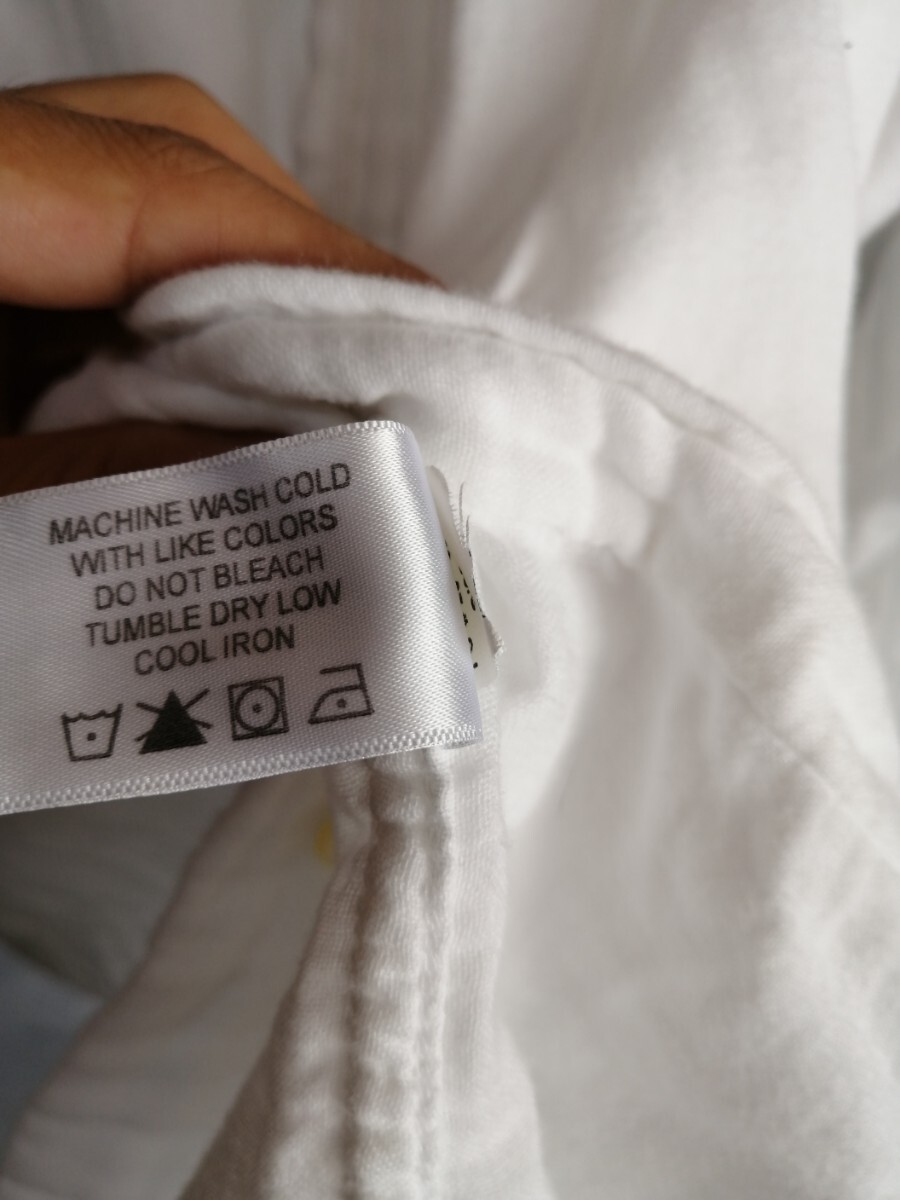 MACHINE WASH COLD
WITH LIKE COLORS
DO NOT BLEACH
TUMBLE DRY LOW
COOL IRON